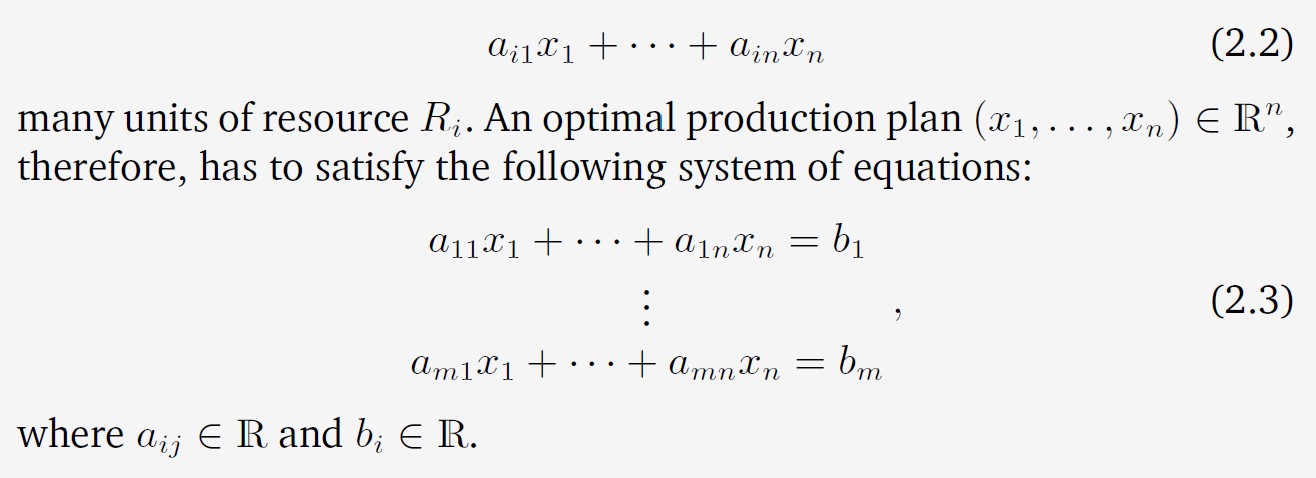 a_{i1}x_1 + ⋯ + a_{in}x_n (2.2)
many units of resource R_i. An optimal production plan (x_1, . . . , x_n) ∈ ℝ^n,
therefore, has to satisfy the following system of equations:
a_{11}x_1 + ⋯ + a_{1n}x_n = b_1
⋮ , (2.3)
a_{m1}x_1 + ⋯ + a_{mn}x_n = b_m
where a_{ij} ∈ ℝ and b_i ∈ ℝ.